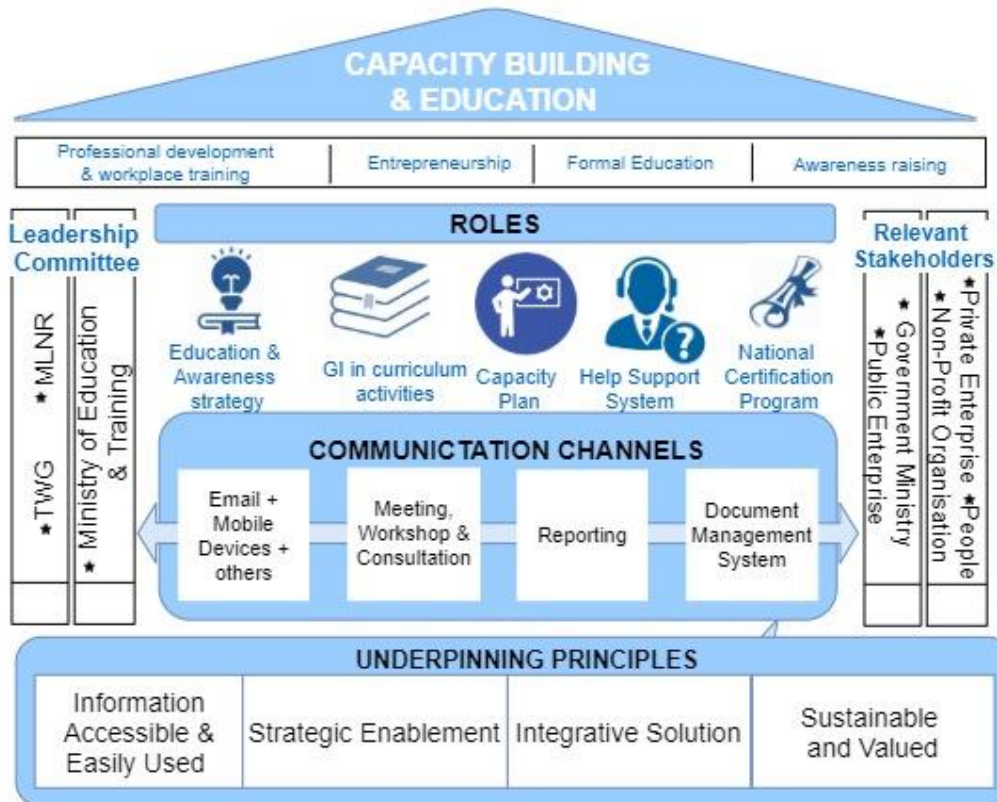 CAPACITY BUILDING
& EDUCATION
Professional development
& workplace training
Entrepreneurship
Formal Education
Awareness raising
Leadership
Committee
★TWG ★ MLNR
★ Ministry of Education
& Training
ROLES
Education &
Awareness
strategy
GI in curriculum
activities
Capacity
Plan
Help Support
System
National
Certification
Program
Relevant
Stakeholders
★Government Ministry
★Public Enterprise
★Private Enterprise ★People
★Non-Profit Organisation
COMMUNICTATION CHANNELS
Email +
Mobile
Devices +
others
Meeting,
Workshop &
Consultation
Reporting
Document
Management
System
UNDERPINNING PRINCIPLES
Information
Accessible &
Easily Used
Strategic Enablement
Integrative Solution
Sustainable
and Valued